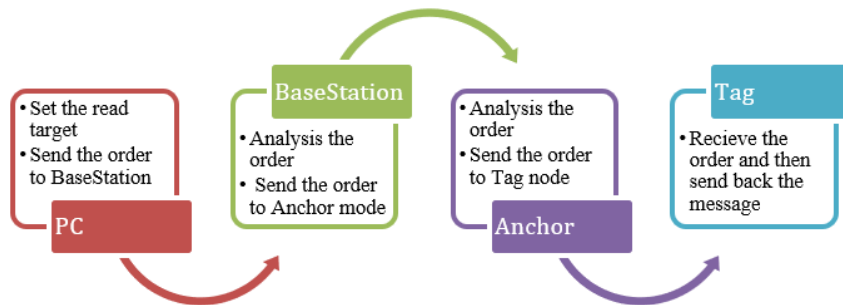 • Set the read
target
• Send the order
to BaseStation
PC
BaseStation
• Analysis the
order
• Send the order
to Anchor mode
• Analysis the
order
• Send the order
to Tag node
Anchor
Tag
• Recieve the
order and then
send back the
message